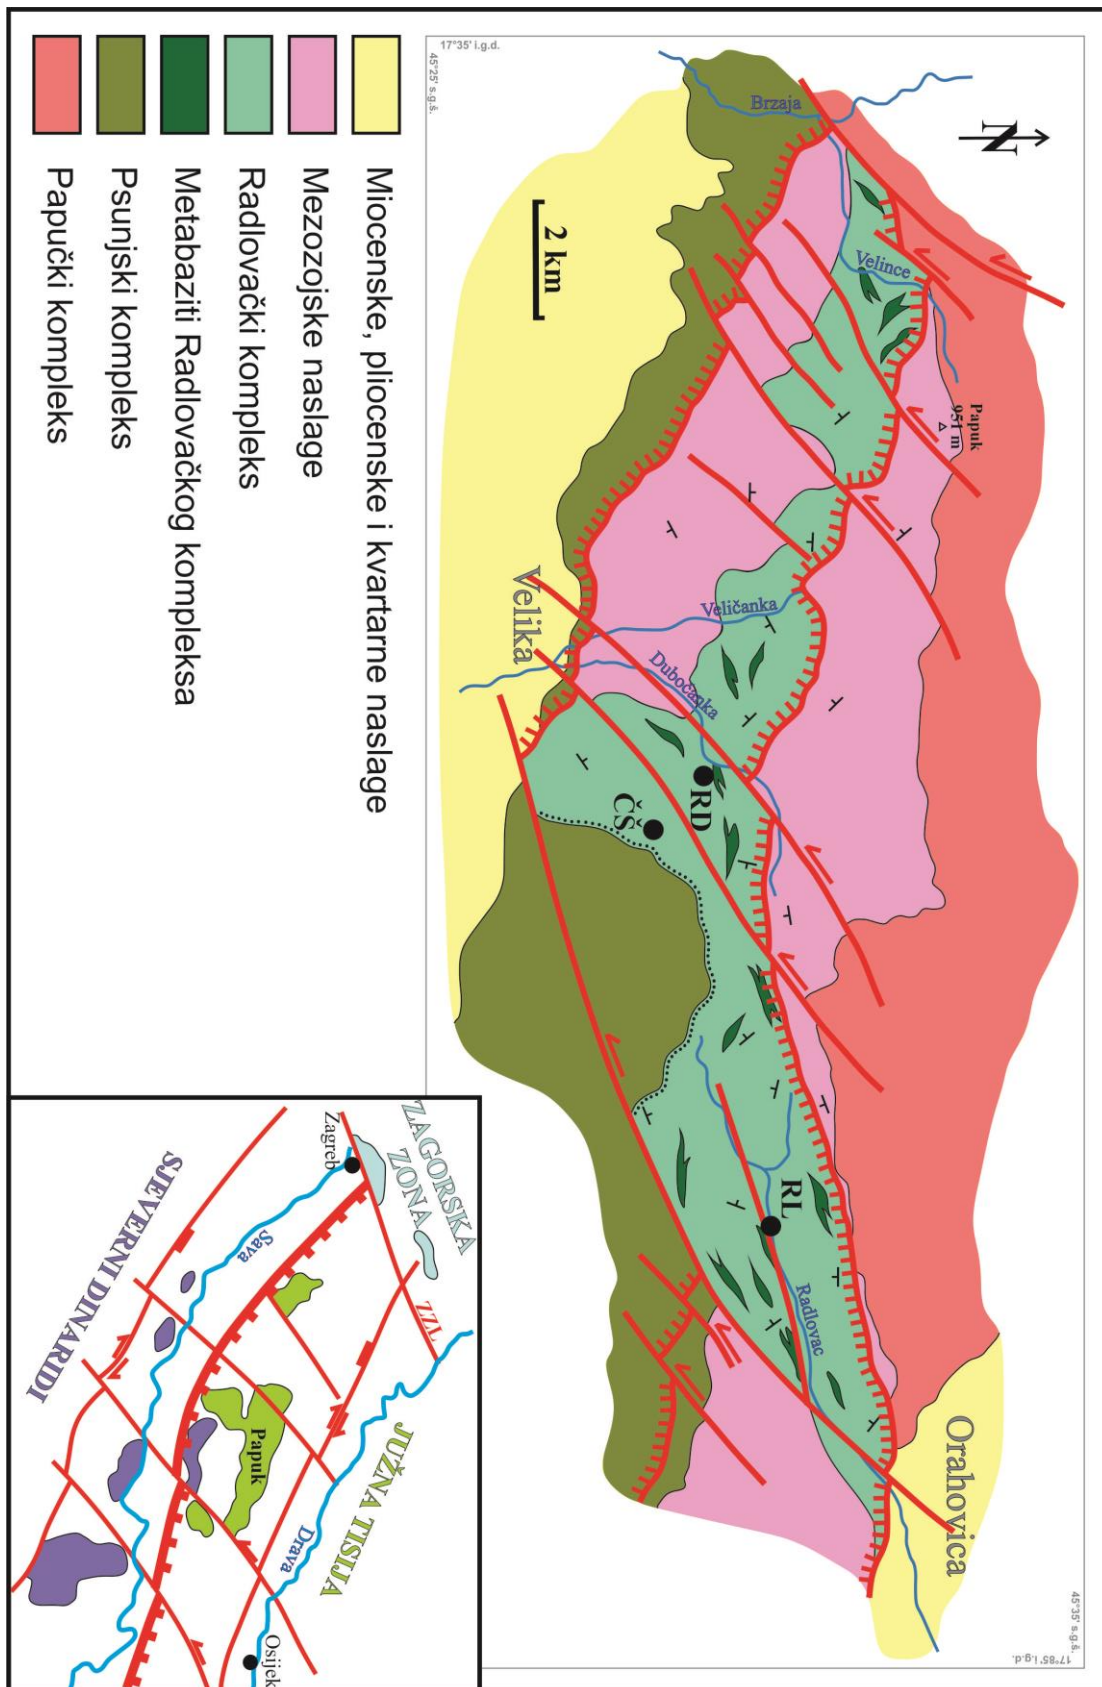 17°35' i.g.d.
45°25' s.g.š.
Brzaja
N
Velince
Papuk
951 m
2 km
Veličanka
Velika
Dubočanka
RD
ČŠ
RL
Radlovac
Orahovica
45°35' s.g.š.
17°85' i.g.d.
Miocenske, pliocenske i kvartarne naslage
Mezozojske naslage
Radlovački kompleks
Metabaziti Radlovačkog kompleksa
Psunjski kompleks
Papučki kompleks
ZAGORSKA
ZONA
Zagreb
Sava
ZZL
SJEVERNI DINARIDI
Papuk
JUŽNA TISIJA
Drava
Osijek